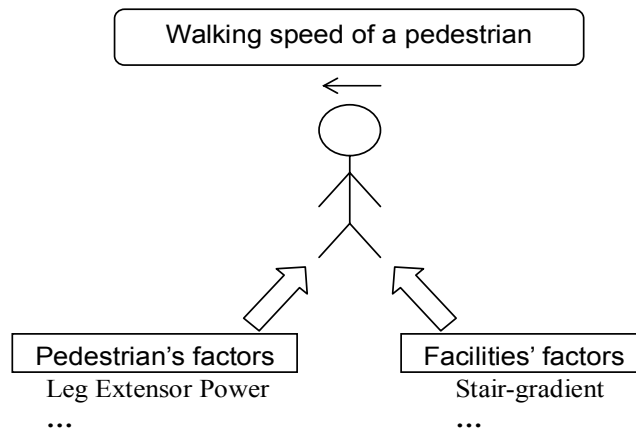 Walking speed of a pedestrian
Pedestrian's factors
Leg Extensor Power
...
Facilities' factors
Stair-gradient
...